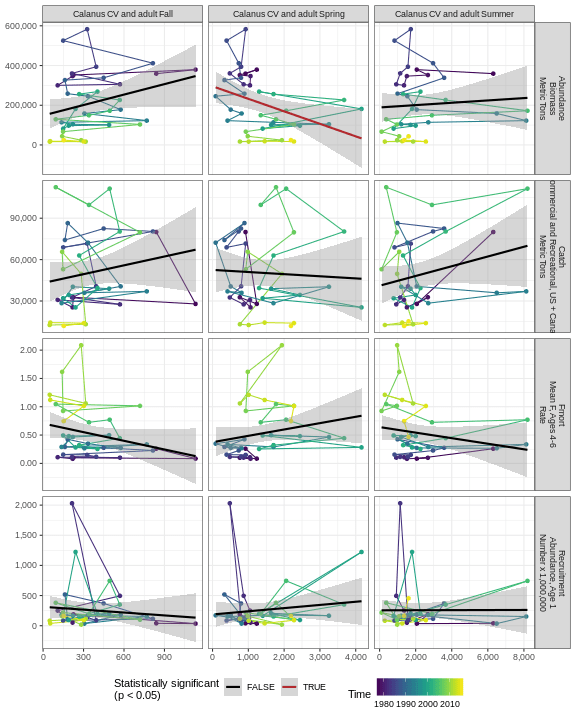 Calanus CV and adult Fall
Calanus CV and adult Spring
Calanus CV and adult Summer
600,000
400,000
200,000
0
Abundance
Biomass
Metric Tons
90,000
60,000
30,000
Catch
ommercial and Recreational, US + Cana
Metric Tons
2.00
1.50
1.00
0.50
0.00
Fmort
Mean F, Ages 4-6
Rate
2,000
1,500
1,000
500
0
Recruitment
Abundance, Age 1
Number x 1,000,000
0 300 600 900
0 1,000 2,000 3,000 4,000
0 2,000 4,000 6,000 8,000
Statistically significant
(p < 0.05)
FALSE
TRUE
Time
1980 1990 2000 2010